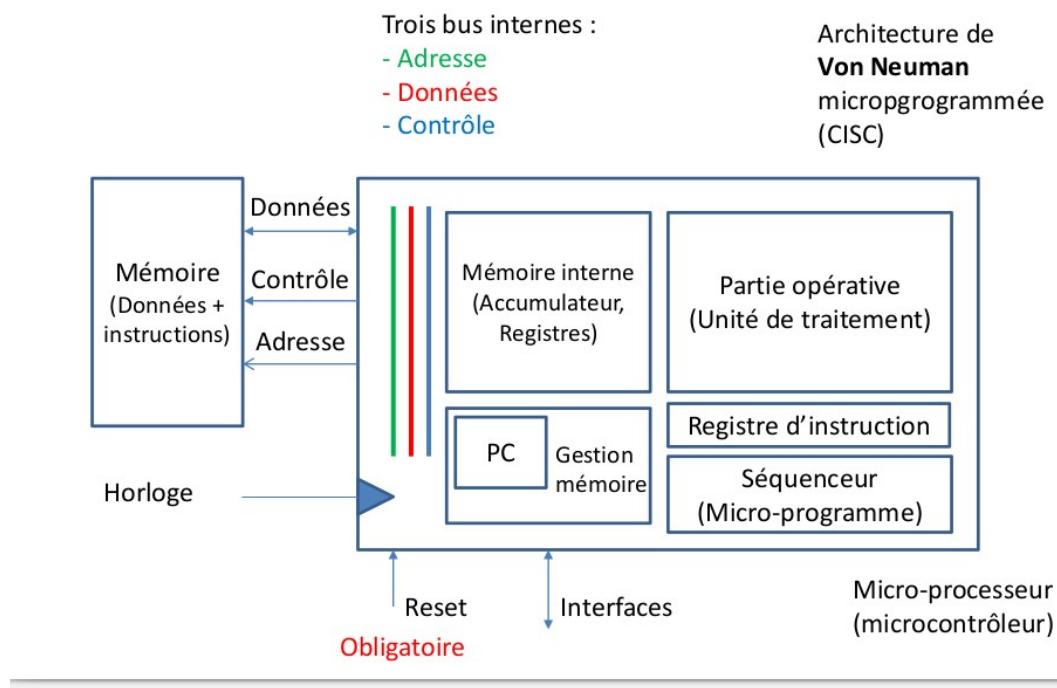 Trois bus internes :
- Adresse
- Données
- Contrôle
Architecture de
Von Neuman
micropgrogrammée
(CISC)
Mémoire
(Données +
instructions)
Données
Contrôle
Adresse
Mémoire interne
(Accumulateur,
Registres)
Partie opérative
(Unité de traitement)
PC
Gestion
mémoire
Registre d'instruction
Séquenceur
(Micro-programme)
Horloge
Reset
Obligatoire
Interfaces
Micro-processeur
(microcontrôleur)